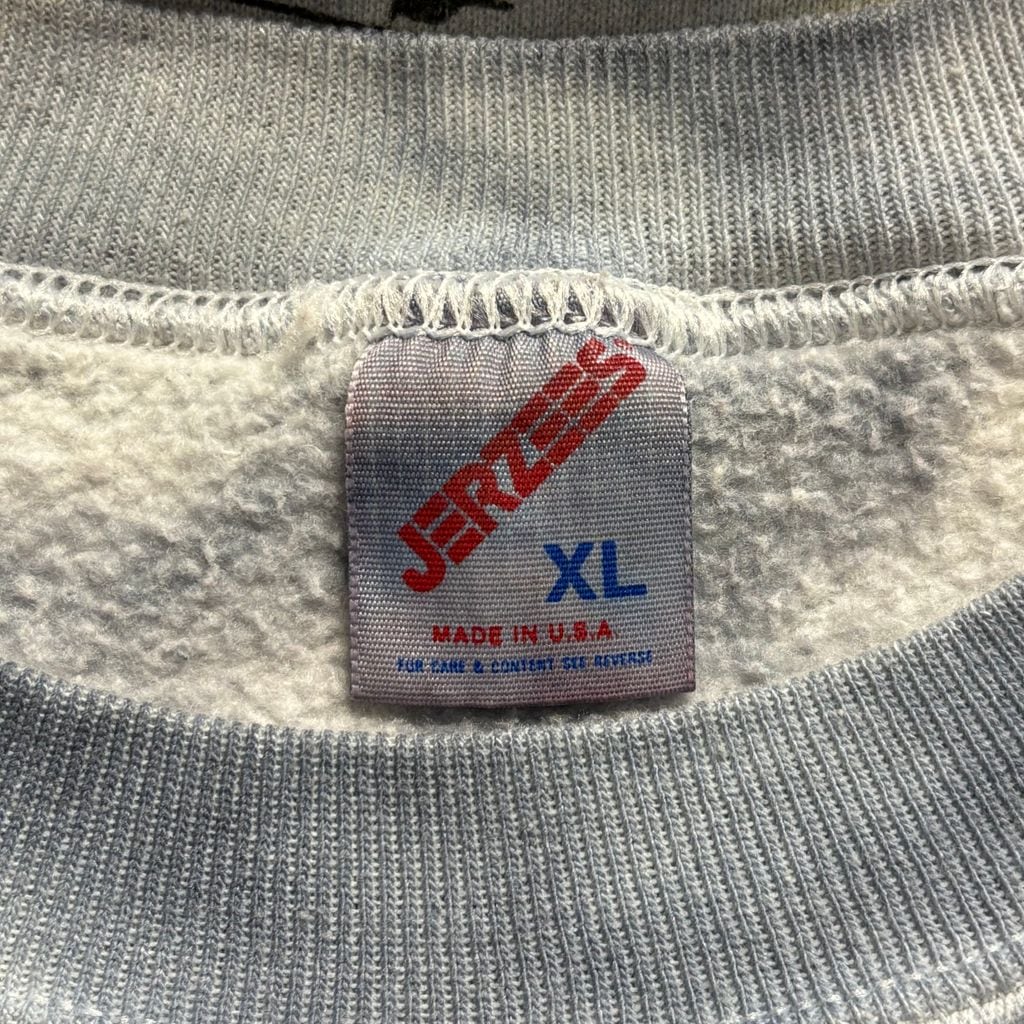 JERZEES
XL
MADE IN U.S.A.
FOR CARE & CONTENT SEE REVERSE